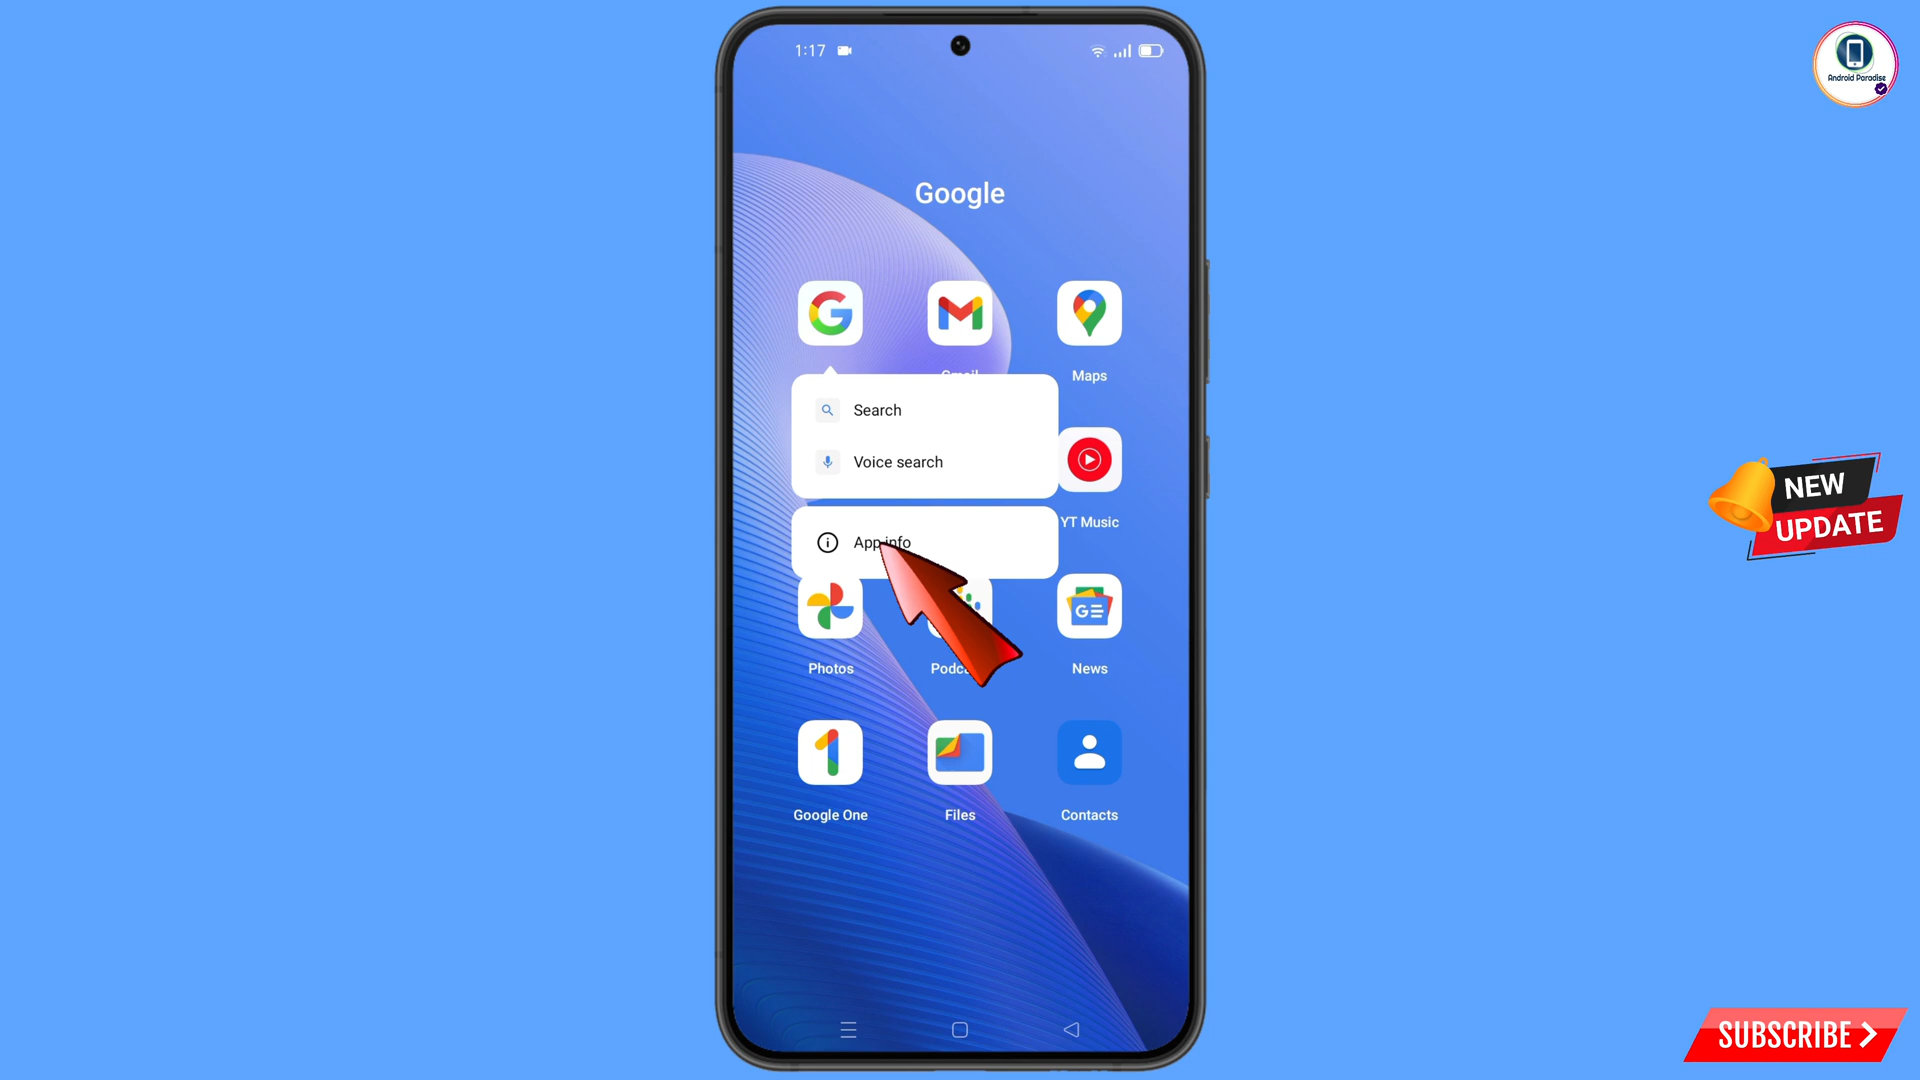 1:17
Android Paradise
Google
Gmail
Maps
Search
Voice search
YT Music
App info
NEW
UPDATE
Photos
News
Google One
Files
Contacts
SUBSCRIBE